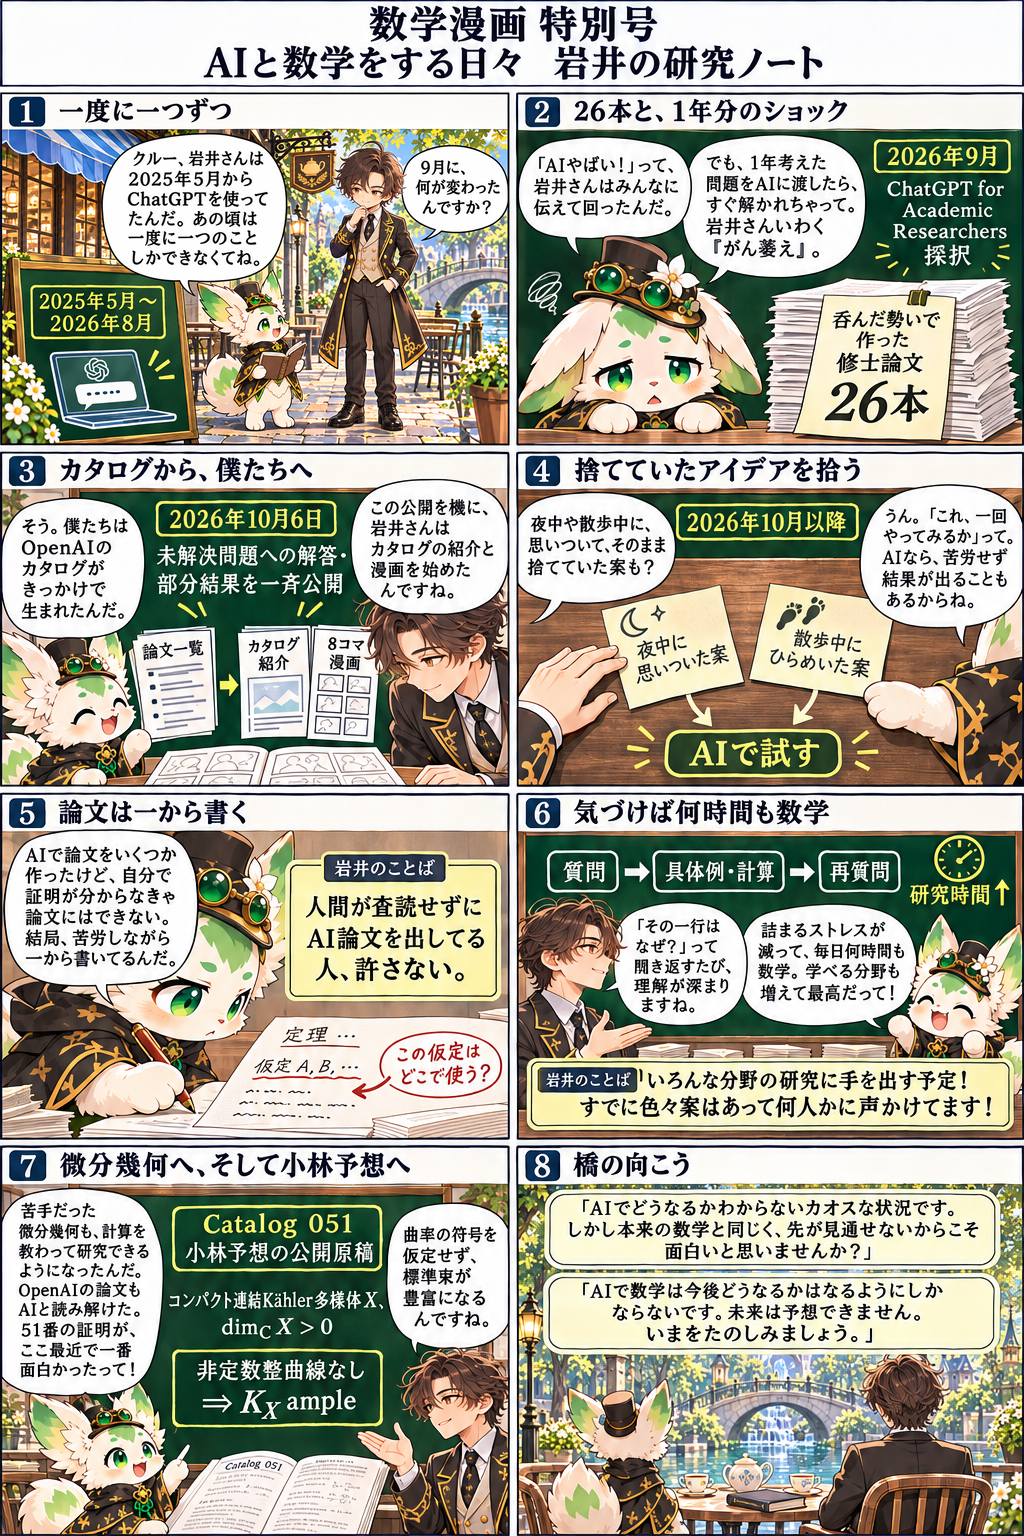 数学漫画 特別号
AIと数学をする日々 岩井の研究ノート
1 一度に一つずつ
クルー、岩井さんは
2025年5月から
ChatGPTを使って
たんだ。あの頃は
一度に一つのこと
しかできなくてね。
9月に、
何が変わった
んですか?
2025年5月～
2026年8月
2 26本と、1年分のショック
「AIやばい!」って、
岩井さんはみんなに
伝えて回ったんだ。
でも、1年考えた
問題をAIに渡したら、
すぐ解かれちゃって。
岩井さんいわく
『がん萎え』。
2026年9月
ChatGPT for
Academic
Researchers
採択
呑んだ勢いで
作った
修士論文
26本
3 カタログから、僕たちへ
そう。僕たちは
OpenAIの
カタログが
きっかけで
生まれたんだ。
2026年10月6日
未解決問題への解答・
部分結果を一斉公開
この公開を機に、
岩井さんは
カタログの紹介と
漫画を始めた
んですね。
論文一覧
カタログ
紹介
8コマ
漫画
4 捨てていたアイデアを拾う
夜中や散歩中に、
思いついて、そのまま
捨てていた案も?
2026年10月以降
うん。「これ、一回
やってみるか」って。
AIなら、苦労せず
結果が出ることも
あるからね。
夜中に
思いついた案
散歩中に
ひらめいた案
AIで試す
5 論文は一から書く
AIで論文をいくつか
作ったけど、自分で
証明が分からなきゃ
論文にはできない。
結局、苦労しながら
一から書いてるんだ。
岩井のことば
人間が査読せずに
AI論文を出してる
人、許さない。
定理 …
仮定 A, B, …
この仮定は
どこで使う?
6 気づけば何時間も数学
質問
具体例・計算
再質問
研究時間↑
「その一行は
なぜ?」って
聞き返すたび、
理解が深まり
ますね。
詰まるストレスが
減って、毎日何時間も
数学。学べる分野も
増えて最高だって!
岩井のことば
「いろんな分野の研究に手を出す予定!
すでに色々案はあって何人かに声かけてます!
7 微分幾何へ、そして小林予想へ
苦手だった
微分幾何も、計算を
教わって研究できる
ようになったんだ。
OpenAIの論文も
AIと読み解けた。
51番の証明が、
ここ最近で一番
面白かったって!
Catalog 051
小林予想の公開原稿
コンパクト連結Kähler多様体X、
dim_C X > 0
非定数整曲線なし
⇒ K_X ample
曲率の符号を
仮定せず、
標準束が
豊富になる
んですね。
Catalog 051
8 橋の向こう
「AIでどうなるかわからないカオスな状況です。
しかし本来の数学と同じく、先が見通せないからこそ
面白いと思いませんか?」
「AIで数学は今後どうなるかはなるようにしか
ならないです。未来は予想できません。
いまをたのしみましょう。」